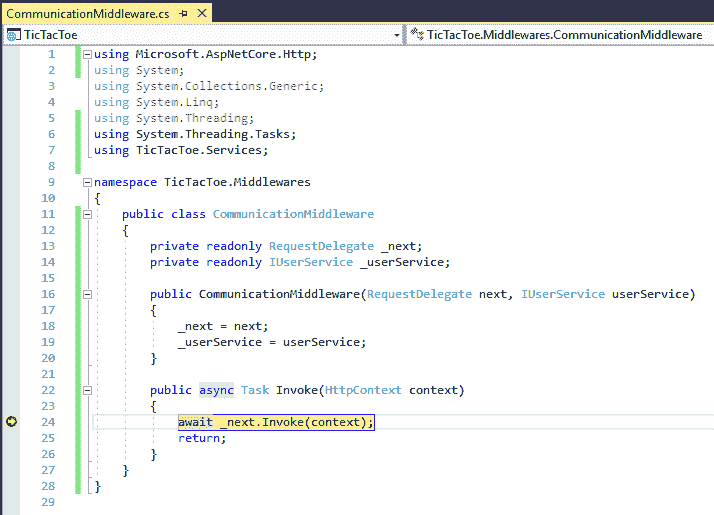 CommunicationMiddleware.cs
TicTacToe TicTacToe.Middlewares.CommunicationMiddleware
1 using Microsoft.AspNetCore.Http;
2 using System;
3 using System.Collections.Generic;
4 using System.Linq;
5 using System.Threading;
6 using System.Threading.Tasks;
7 using TicTacToe.Services;
8
9 namespace TicTacToe.Middlewares
10 {
11 public class CommunicationMiddleware
12 {
13 private readonly RequestDelegate _next;
14 private readonly IUserService _userService;
15
16 public CommunicationMiddleware(RequestDelegate next, IUserService userService)
17 {
18 _next = next;
19 _userService = userService;
20 }
21
22 public async Task Invoke(HttpContext context)
23 {
24 await _next.Invoke(context);
25 return;
26 }
27 }
28 }
29